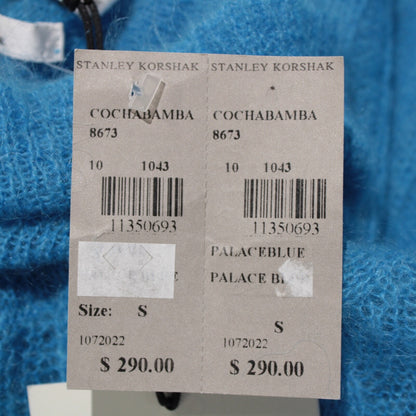 STANLEY KORSHAK
COCHABAMBA
8673
10 1043
11350693
Size: S
1072022
$ 290.00
STANLEY KORSHAK
COCHABAMBA
8673
10 1043
11350693
PALACEBLUE
PALACE
S
1072022
$ 290.00